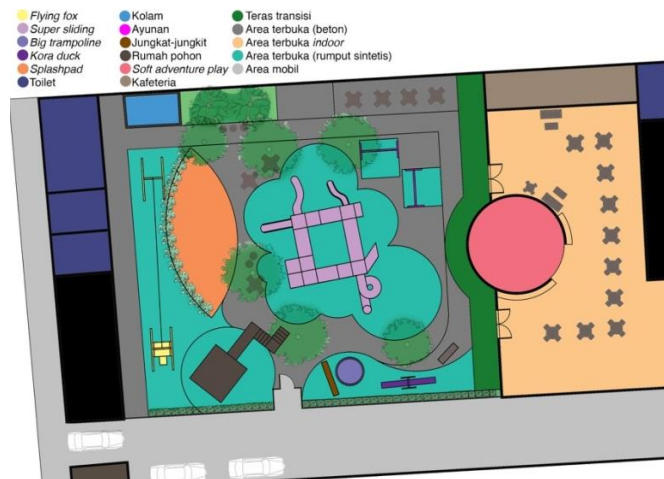 Flying fox
Super sliding
Big trampoline
Kora duck
Splashpad
Toilet
Kolam
Ayunan
Jungkat-jungkit
Rumah pohon
Soft adventure play
Kafeteria
Teras transisi
Area terbuka (beton)
Area terbuka indoor
Area terbuka (rumput sintetis)
Area mobil